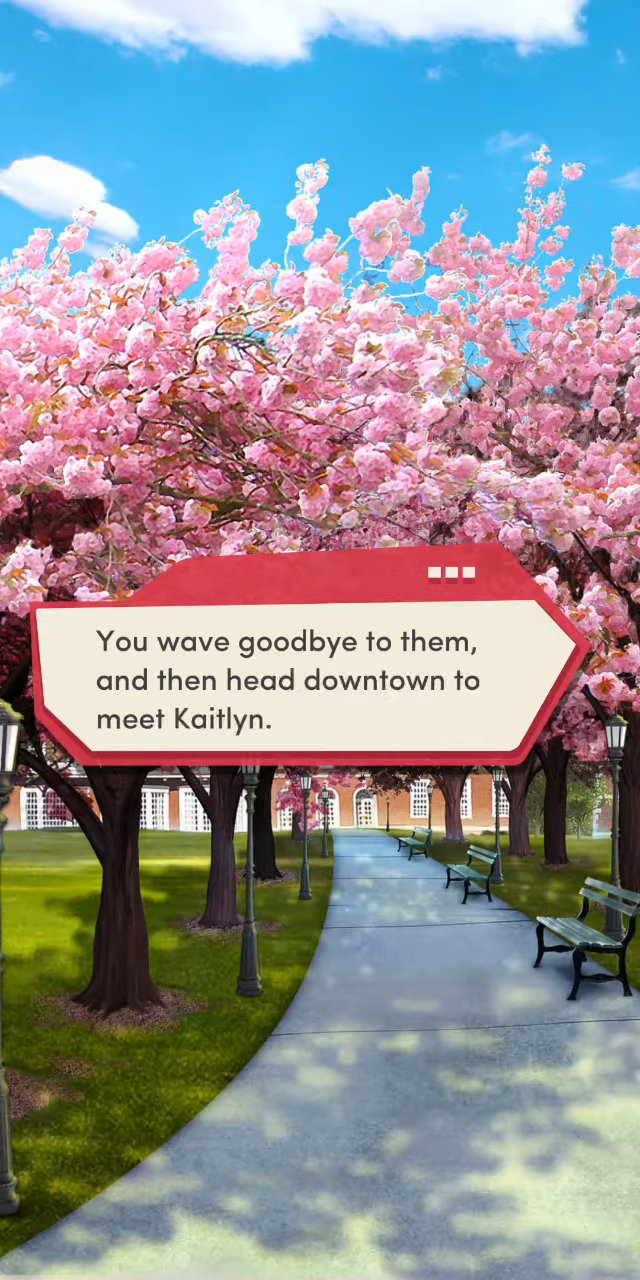 You wave goodbye to them,
and then head downtown to
meet Kaitlyn.